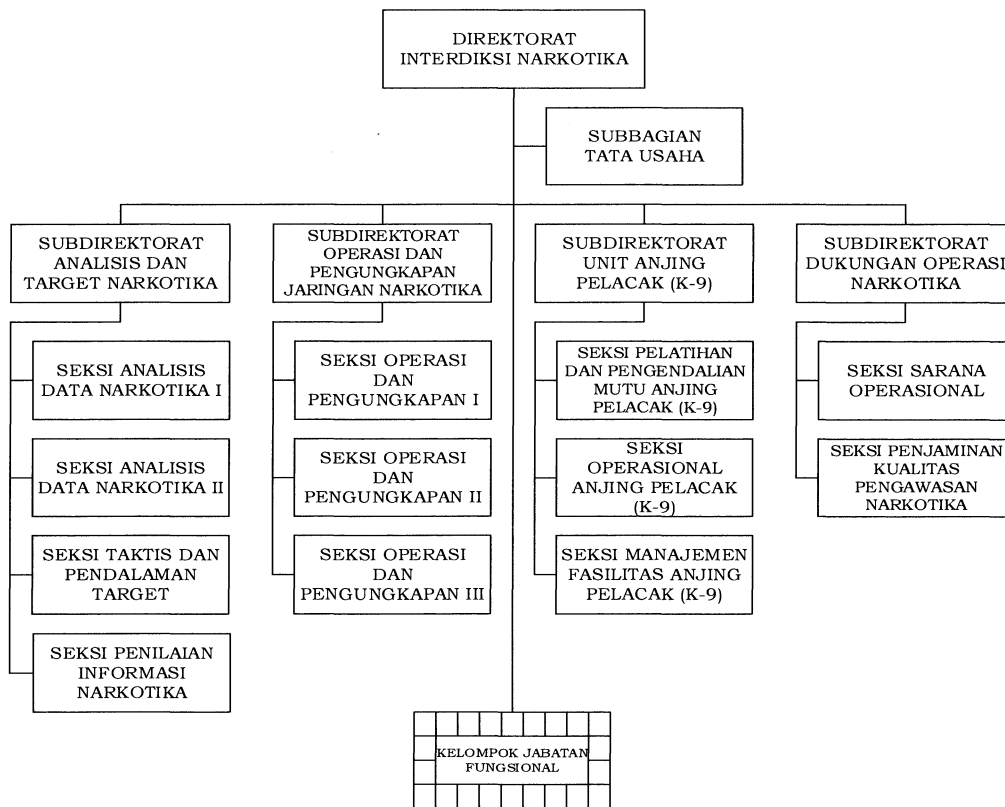 DIREKTORAT
INTERDIKSI NARKOTIKA
SUBBAGIAN
TATA USAHA
SUBDIREKTORAT
ANALISIS DAN
TARGET NARKOTIKA
SUBDIREKTORAT
OPERASI DAN
PENGUNGKAPAN
JARINGAN NARKOTIKA
SUBDIREKTORAT
UNIT ANJING
PELACAK (K-9)
SUBDIREKTORAT
DUKUNGAN OPERASI
NARKOTIKA
SEKSI ANALISIS
DATA NARKOTIKA I
SEKSI ANALISIS
DATA NARKOTIKA II
SEKSI TAKTIS DAN
PENDALAMAN
TARGET
SEKSI PENILAIAN
INFORMASI
NARKOTIKA
SEKSI OPERASI
DAN
PENGUNGKAPAN I
SEKSI OPERASI
DAN
PENGUNGKAPAN II
SEKSI OPERASI
DAN
PENGUNGKAPAN III
SEKSI PELATIHAN
DAN PENGENDALIAN
MUTU ANJING
PELACAK (K-9)
SEKSI
OPERASIONAL
ANJING PELACAK
(K-9)
SEKSI MANAJEMEN
FASILITAS ANJING
PELACAK (K-9)
SEKSI SARANA
OPERASIONAL
SEKSI PENJAMINAN
KUALITAS
PENGAWASAN
NARKOTIKA
KELOMPOK JABATAN
FUNGSIONAL